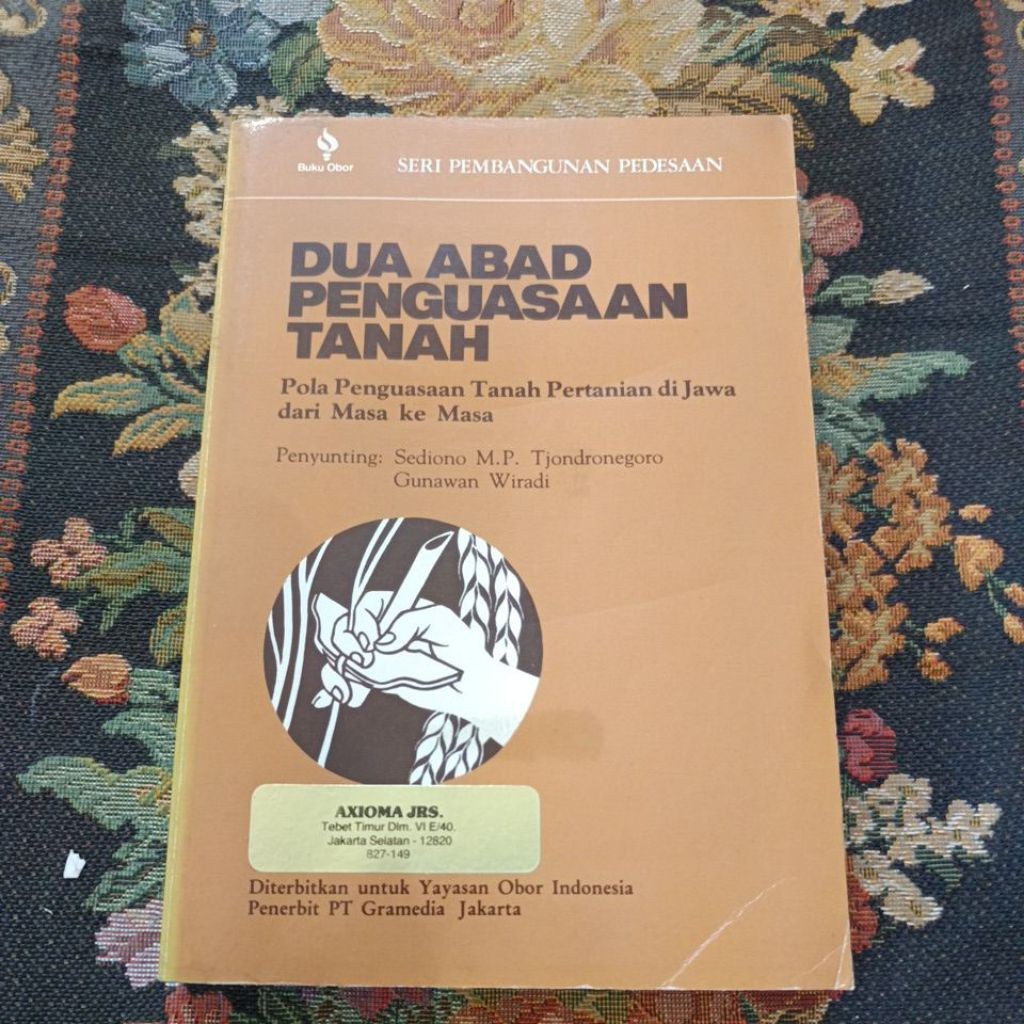 Buku Obor
SERI PEMBANGUNAN PEDESAAN
DUA ABAD
PENGUASAAN
TANAH
Pola Penguasaan Tanah Pertanian di Jawa
dari Masa ke Masa
Penyunting: Sediono M.P. Tjondronegoro
Gunawan Wiradi
AXIOMA JRS.
Tebet Timur Dlm. VI E/40.
Jakarta Selatan - 12820
827-149
Diterbitkan untuk Yayasan Obor Indonesia
Penerbit PT Gramedia Jakarta